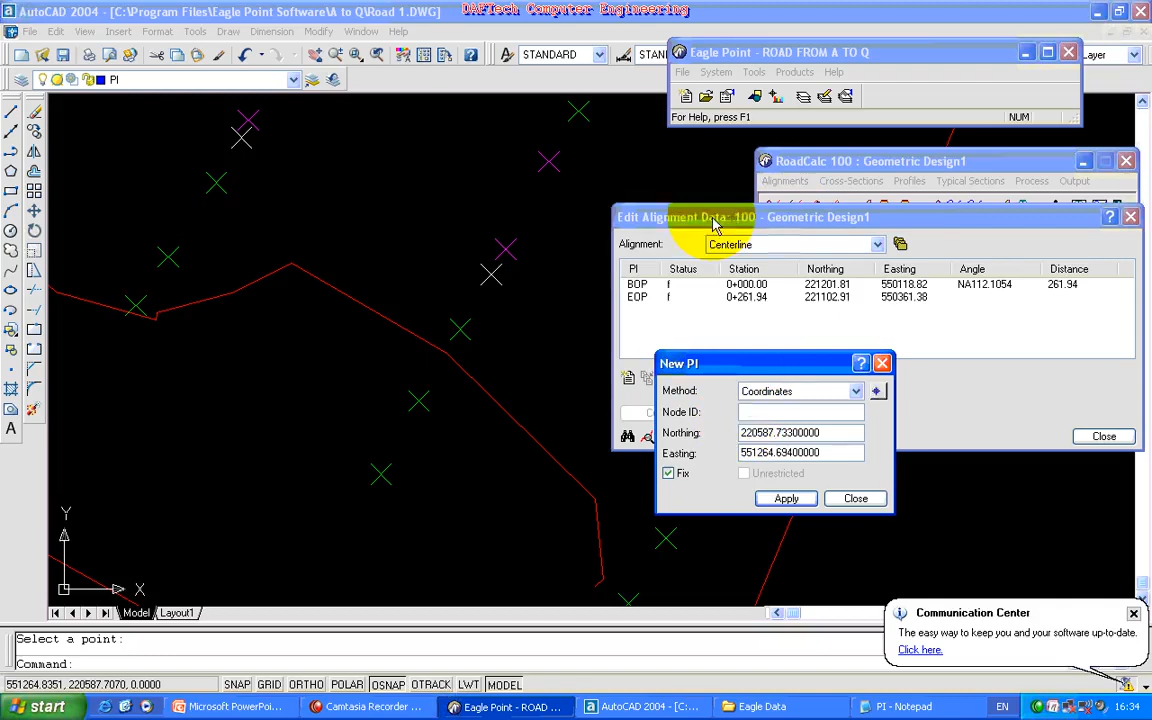 AutoCAD 2004 - [C:\Program Files\Eagle Point Software\A to Q\Road 1.DWG]
DAFTech Computer Engineering
File Edit View Insert Format Tools Draw Dimension Modify Window Express
STANDARD
STANDARD
Layer
PI
Eagle Point - ROAD FROM A TO Q
File System Tools Products Help
For Help, press F1
NUM
RoadCalc 100 : Geometric Design1
Alignments Cross-Sections Profiles Typical Sections Process Output
Edit Alignment Data: 100 - Geometric Design1
Alignment: Centerline
PI Status Station Northing Easting Angle Distance
BOP f 0+000.00 221201.81 550118.82 NA112.1054 261.94
EOP f 0+261.94 221102.91 550361.38
New PI
Method: Coordinates
Node ID:
Northing: 220587.73300000
Easting: 551264.69400000
Fix Unrestricted
Apply Close
Close
Y
X
Model Layout1
Communication Center
The easy way to keep you and your software up-to-date.
Click here.
Select a point:
Command:
551264.8351, 220587.7070, 0.0000 SNAP GRID ORTHO POLAR OSNAP OTRACK LWT MODEL
start
Microsoft PowerPoi...
Camtasia Recorder ...
Eagle Point - ROAD ...
AutoCAD 2004 - [C:...
Eagle Data
PI - Notepad
EN
16:34